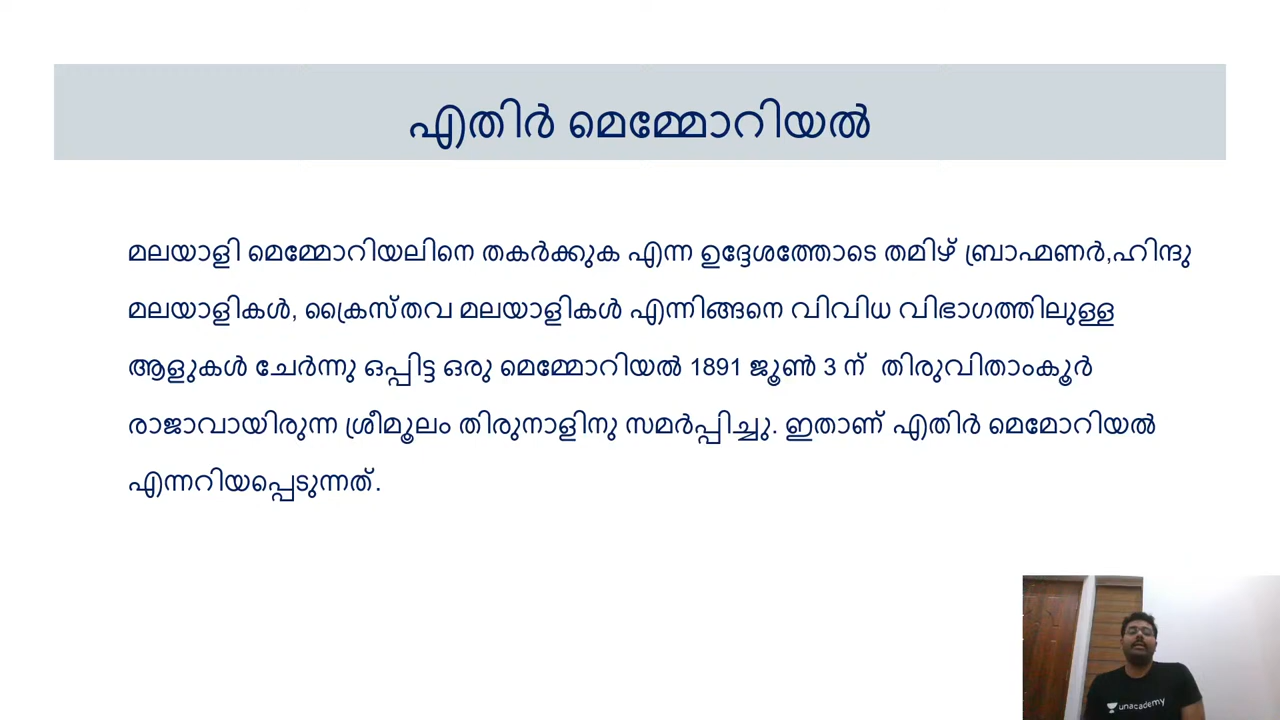 എതിർ മെമ്മോറിയൽ
മലയാളി മെമ്മോറിയലിനെ തകർക്കുക എന്ന ഉദ്ദേശത്തോടെ തമിഴ് ബ്രാഹ്മണർ,ഹിന്ദു
മലയാളികൾ, ക്രൈസ്തവ മലയാളികൾ എന്നിങ്ങനെ വിവിധ വിഭാഗത്തിലുള്ള
ആളുകൾ ചേർന്നു ഒപ്പിട്ട ഒരു മെമ്മോറിയൽ 1891 ജൂൺ 3 ന് തിരുവിതാംകൂർ
രാജാവായിരുന്ന ശ്രീമൂലം തിരുനാളിനു സമർപ്പിച്ചു. ഇതാണ് എതിർ മെമോറിയൽ
എന്നറിയപ്പെടുന്നത്.
unacademy